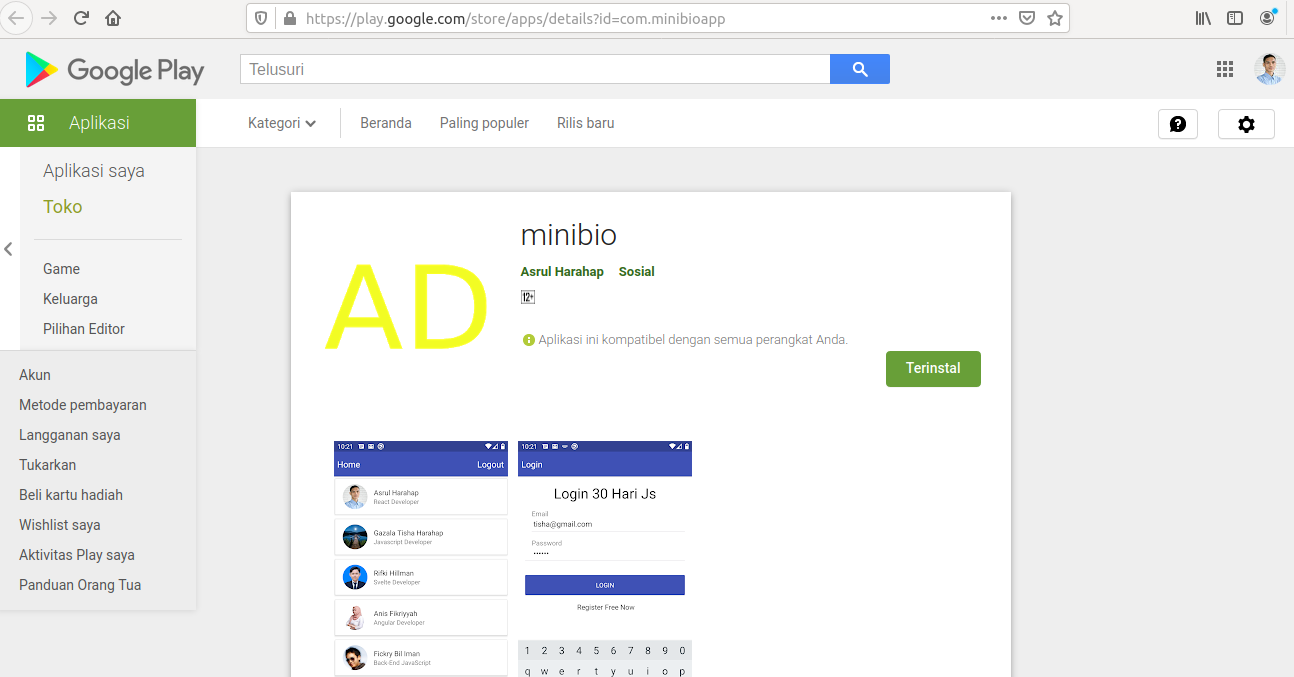 https://play.google.com/store/apps/details?id=com.minibioapp
Google Play
Telusuri
Aplikasi
Kategori
Beranda
Paling populer
Rilis baru
Aplikasi saya
Toko
Game
Keluarga
Pilihan Editor
Akun
Metode pembayaran
Langganan saya
Tukarkan
Beli kartu hadiah
Wishlist saya
Aktivitas Play saya
Panduan Orang Tua
AD
minibio
Asrul Harahap Sosial
12+
Aplikasi ini kompatibel dengan semua perangkat Anda.
Terinstal
10:21
Home Logout
Asrul Harahap
React Developer
Gazala Tisha Harahap
Javascript Developer
Rifki Hillman
Svelte Developer
Anis Fikriyyah
Angular Developer
Fickry Bil Iman
Back-End JavaScript
10:21
Login
Login 30 Hari Js
Email
tisha@gmail.com
Password
••••••
LOGIN
Register Free Now
1 2 3 4 5 6 7 8 9 0
q w e r t y u i o p